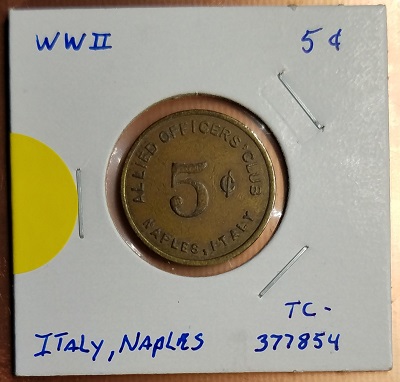 WWII 5¢
ALLIED OFFICERS' CLUB
5¢
NAPLES, ITALY
TC-
ITALY, NAPLES 377854